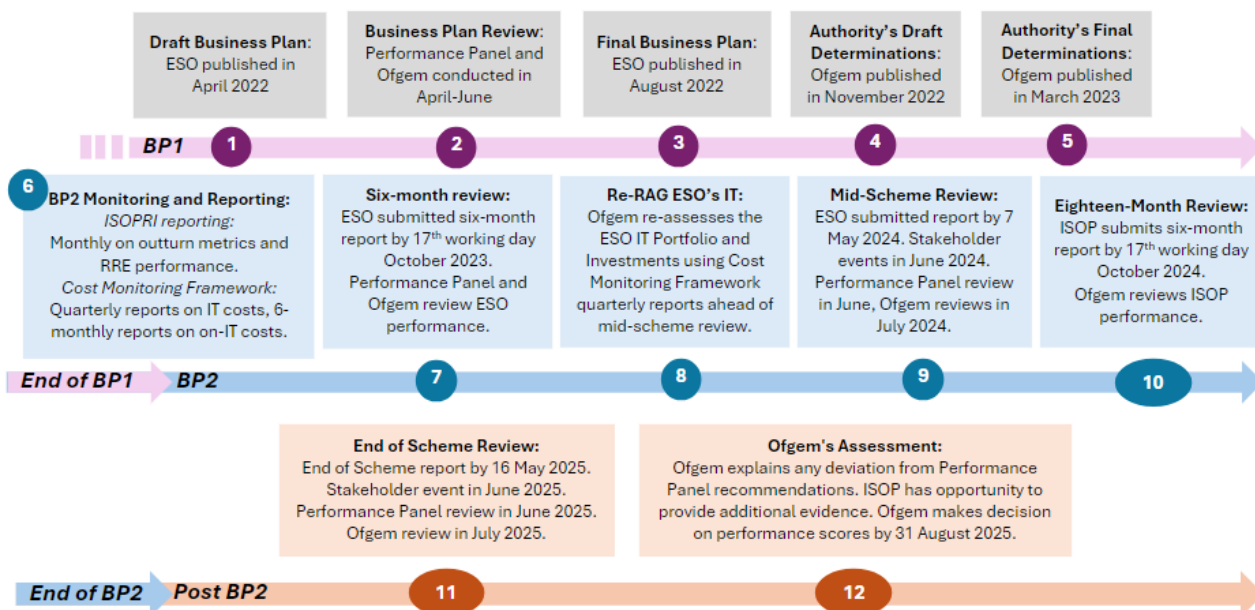 Draft Business Plan:
ESO published in
April 2022
Business Plan Review:
Performance Panel and
Ofgem conducted in
April-June
Final Business Plan:
ESO published in
August 2022
Authority's Draft
Determinations:
Ofgem published
in November 2022
Authority's Final
Determinations:
Ofgem published
in March 2023
BP1
1
2
3
4
5
6
BP2 Monitoring and Reporting:
ISOPRI reporting:
Monthly on outturn metrics and
RRE performance.
Cost Monitoring Framework:
Quarterly reports on IT costs, 6-
monthly reports on on-IT costs.
Six-month review:
ESO submitted six-month
report by 17th working day
October 2023.
Performance Panel and
Ofgem review ESO
performance.
Re-RAG ESO's IT:
Ofgem re-assesses the
ESO IT Portfolio and
Investments using Cost
Monitoring Framework
quarterly reports ahead of
mid-scheme review.
Mid-Scheme Review:
ESO submitted report by 7
May 2024. Stakeholder
events in June 2024.
Performance Panel review
in June, Ofgem reviews in
July 2024.
Eighteen-Month Review:
ISOP submits six-month
report by 17th working day
October 2024.
Ofgem reviews ISOP
performance.
End of BP1
BP2
7
8
9
10
End of Scheme Review:
End of Scheme report by 16 May 2025.
Stakeholder event in June 2025.
Performance Panel review in June 2025.
Ofgem review in July 2025.
Ofgem's Assessment:
Ofgem explains any deviation from Performance
Panel recommendations. ISOP has opportunity to
provide additional evidence. Ofgem makes decision
on performance scores by 31 August 2025.
End of BP2
Post BP2
11
12